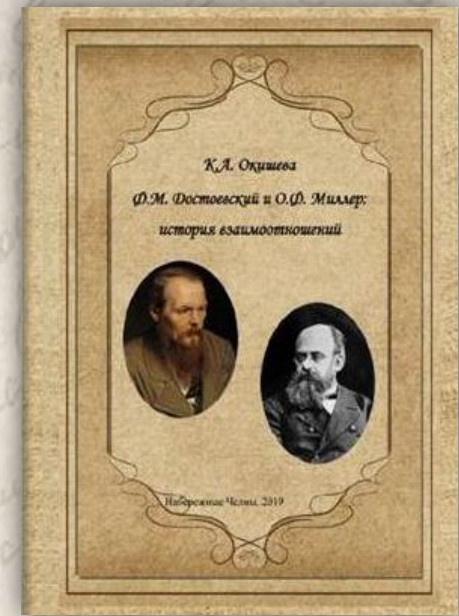 К.А. Окишева
Ф.М. Достоевский и О.Ф. Миллер:
история взаимоотношений
Набережные Челны, 2019